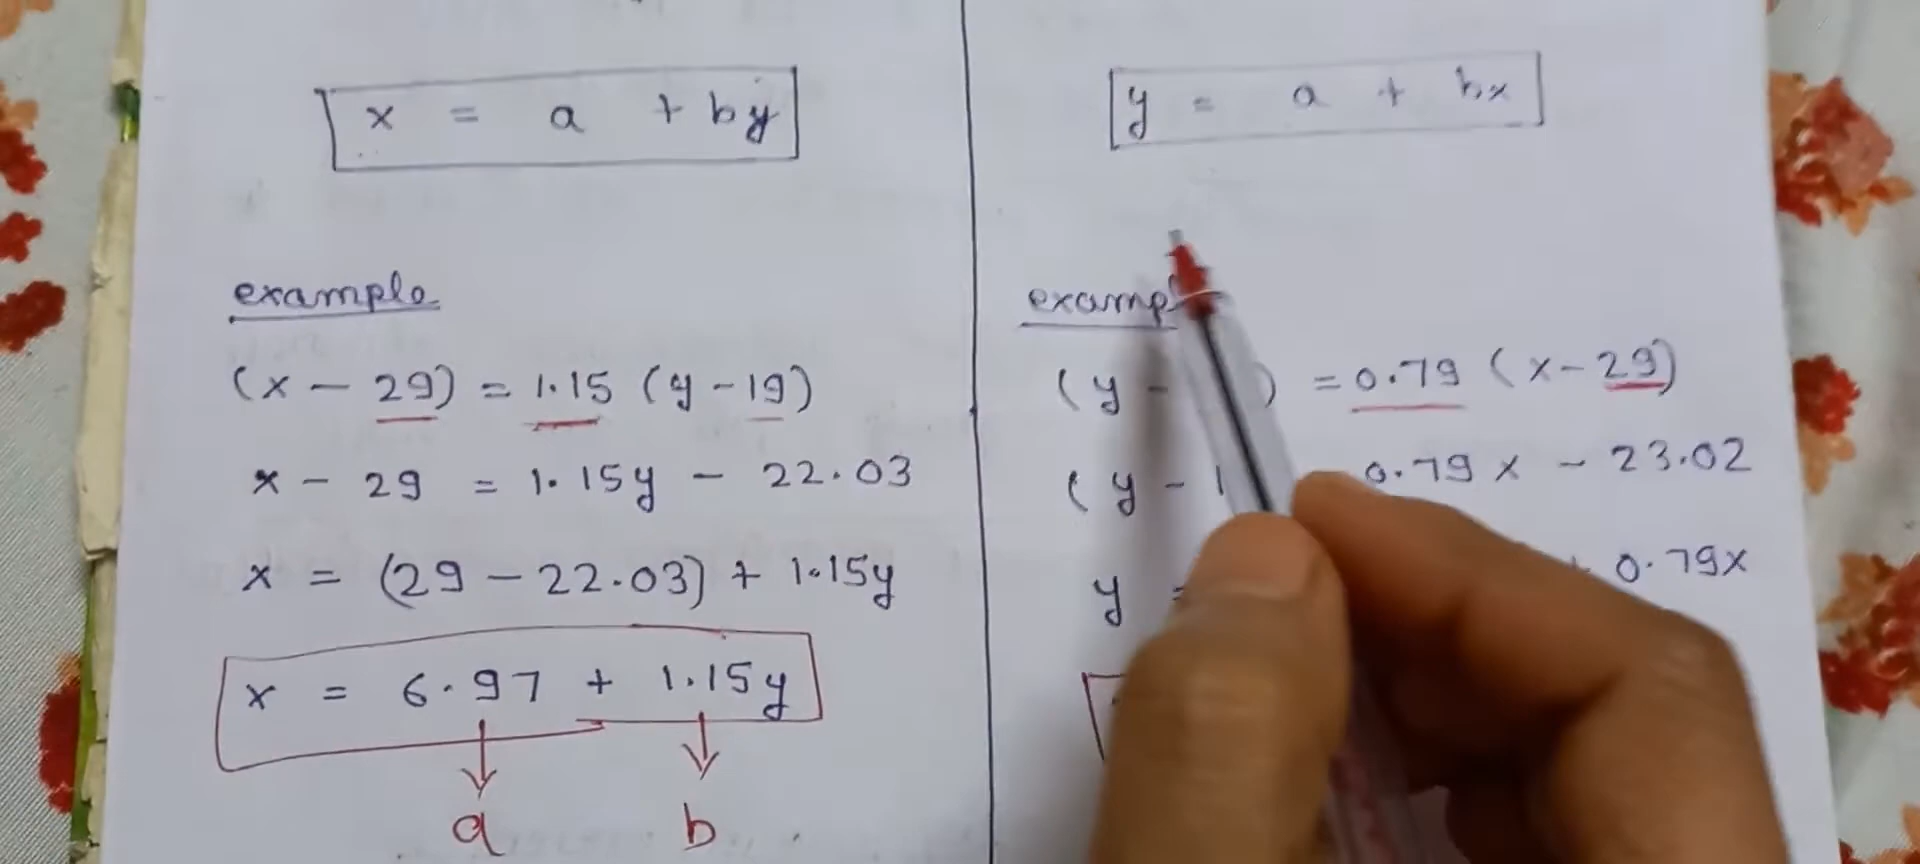 x = a + by
example
(x - 29) = 1.15 (y - 19)
x - 29 = 1.15y - 22.03
x = (29 - 22.03) + 1.15y
x = 6.97 + 1.15y
a b
y = a + bx
(y - ) = 0.79 (x - 29)
(y - 0.79x - 23.02
y = + 0.79x